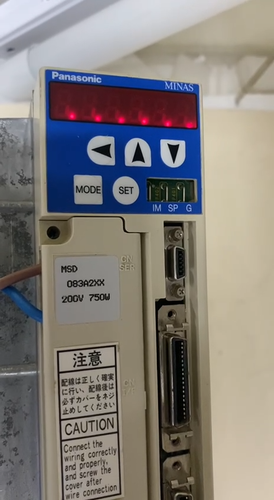 Panasonic MINAS
MODE SET
IM SP G
MSD
083A2XX
200V 750W
注意
配線は正しく確実
に行い、配線後は
必ずカバーをネジ
止めしてください
CAUTION
Connect the
wiring correctly
and properly,
and screw the
cover after
wire connection